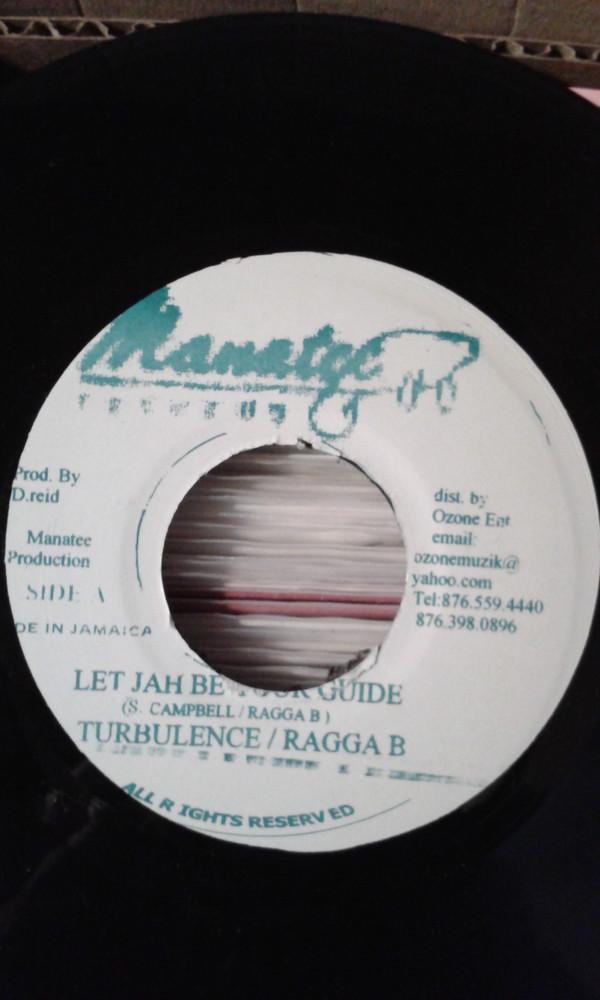 Manatee
Prod. By
D.reid
Manatee
Production
SIDE A
DE IN JAMAICA
dist. by
Ozone Ent
email:
ozonemuzik@
yahoo.com
Tel:876.559.4440
876.398.0896
LET JAH BE YOUR GUIDE
(S. CAMPBELL / RAGGA B )
TURBULENCE / RAGGA B
ALL R IGHTS RESERV ED